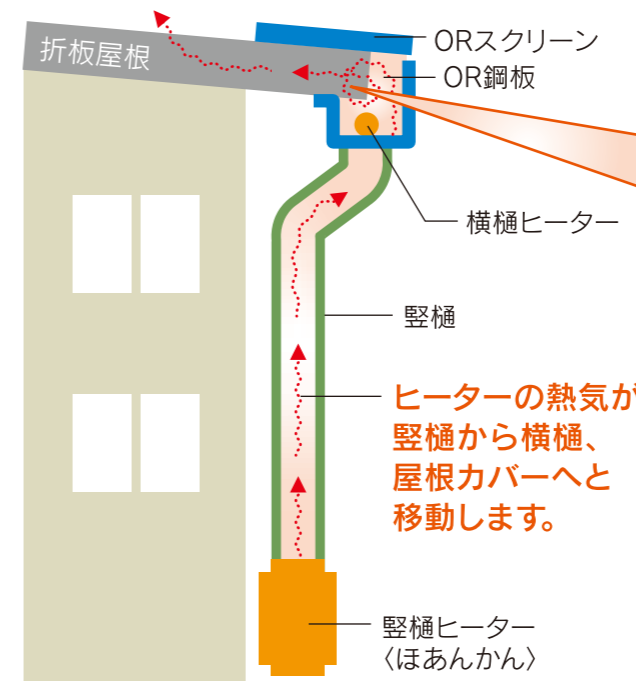 折板屋根
ORスクリーン
OR鋼板
横樋ヒーター
竪樋
ヒーターの熱気が
竪樋から横樋、
屋根カバーへと
移動します。
竪樋ヒーター
〈ほあんかん〉